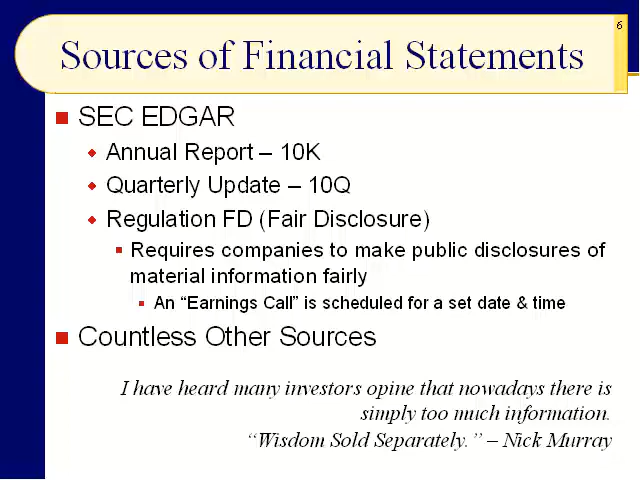 6
Sources of Financial Statements
SEC EDGAR
Annual Report – 10K
Quarterly Update – 10Q
Regulation FD (Fair Disclosure)
Requires companies to make public disclosures of
material information fairly
An “Earnings Call” is scheduled for a set date & time
Countless Other Sources
I have heard many investors opine that nowadays there is
simply too much information.
“Wisdom Sold Separately.” – Nick Murray